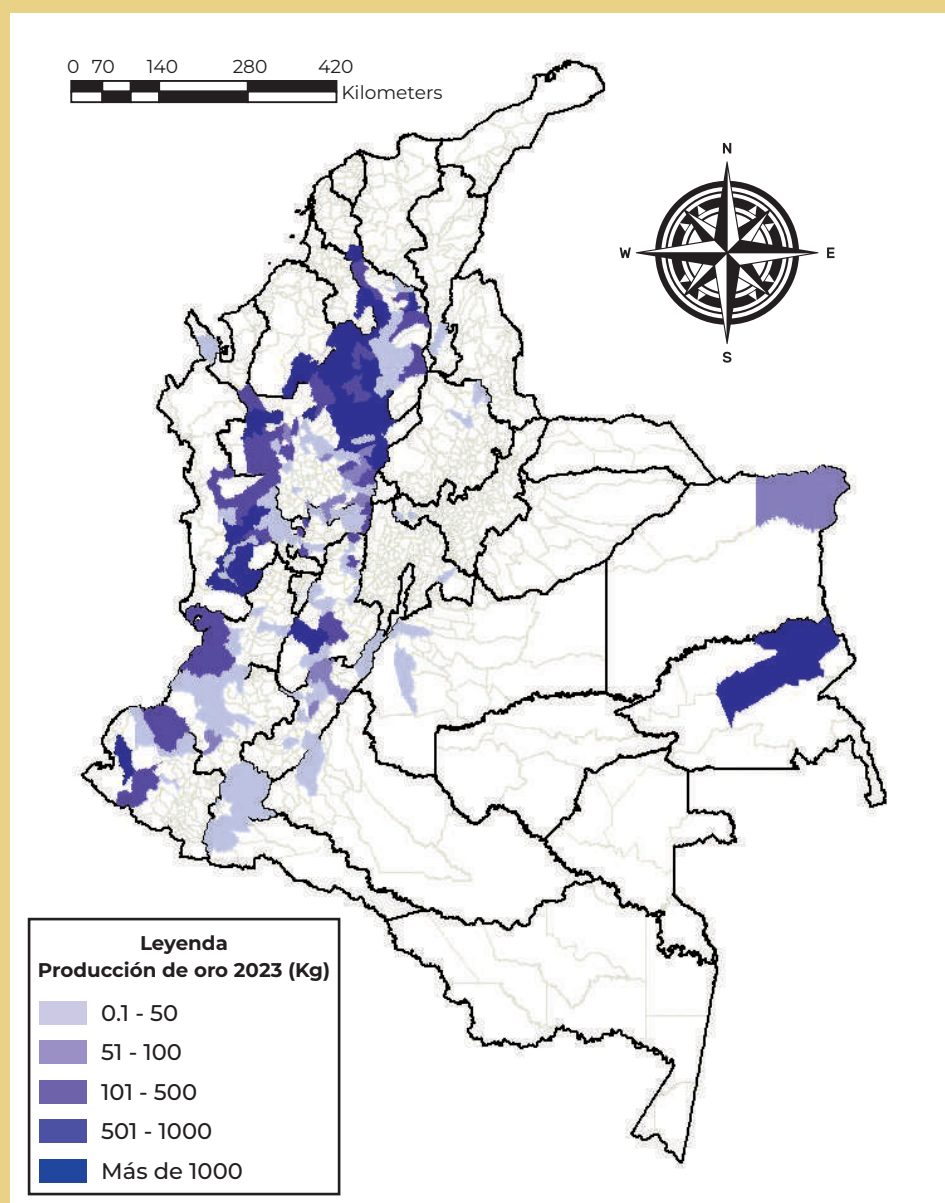 0 70 140 280 420
Kilometers
N
W E
S
Leyenda
Producción de oro 2023 (Kg)
0.1 - 50
51 - 100
101 - 500
501 - 1000
Más de 1000